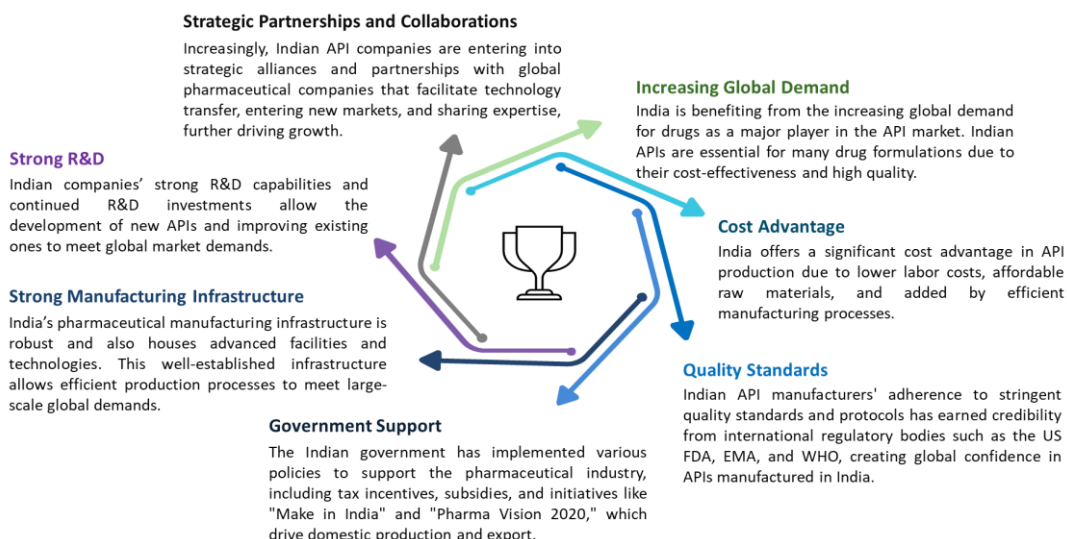 Strategic Partnerships and Collaborations
Increasingly, Indian API companies are entering into
strategic alliances and partnerships with global
pharmaceutical companies that facilitate technology
transfer, entering new markets, and sharing expertise,
further driving growth.
Increasing Global Demand
India is benefiting from the increasing global demand
for drugs as a major player in the API market. Indian
APIs are essential for many drug formulations due to
their cost-effectiveness and high quality.
Strong R&D
Indian companies’ strong R&D capabilities and
continued R&D investments allow the
development of new APIs and improving existing
ones to meet global market demands.
Cost Advantage
India offers a significant cost advantage in API
production due to lower labor costs, affordable
raw materials, and added by efficient
manufacturing processes.
Strong Manufacturing Infrastructure
India’s pharmaceutical manufacturing infrastructure is
robust and also houses advanced facilities and
technologies. This well-established infrastructure
allows efficient production processes to meet large-
scale global demands.
Quality Standards
Indian API manufacturers' adherence to stringent
quality standards and protocols has earned credibility
from international regulatory bodies such as the US
FDA, EMA, and WHO, creating global confidence in
APIs manufactured in India.
Government Support
The Indian government has implemented various
policies to support the pharmaceutical industry,
including tax incentives, subsidies, and initiatives like
"Make in India" and "Pharma Vision 2020," which
drive domestic production and export.